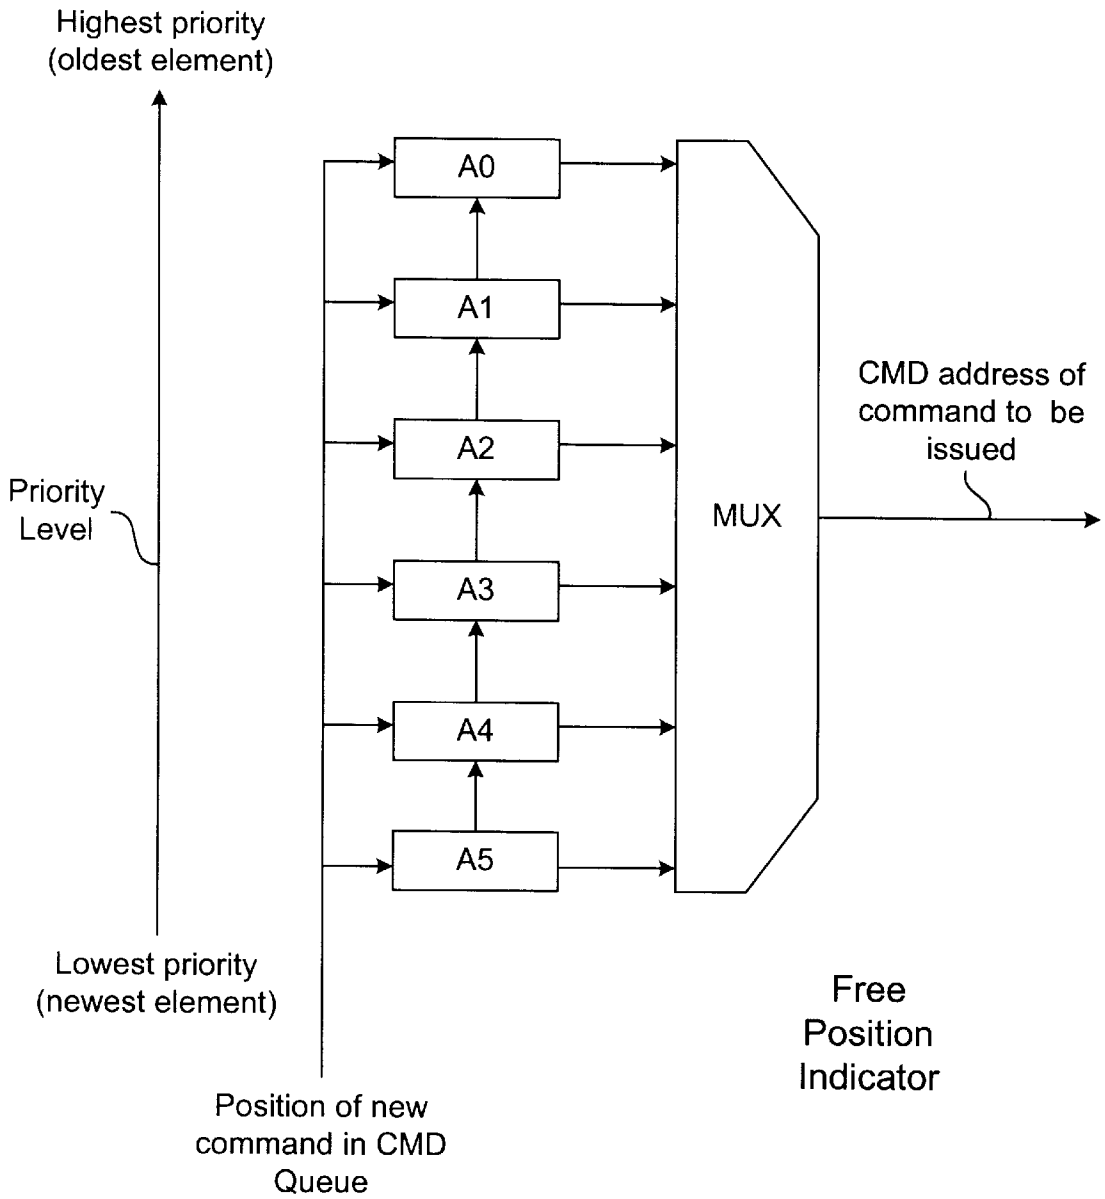 Highest priority
(oldest element)
A0
A1
CMD address of
command to be
issued
A2
Priority
Level
MUX
A3
A4
A5
Lowest priority
(newest element)
Free
Position
Indicator
Position of new
command in CMD
Queue